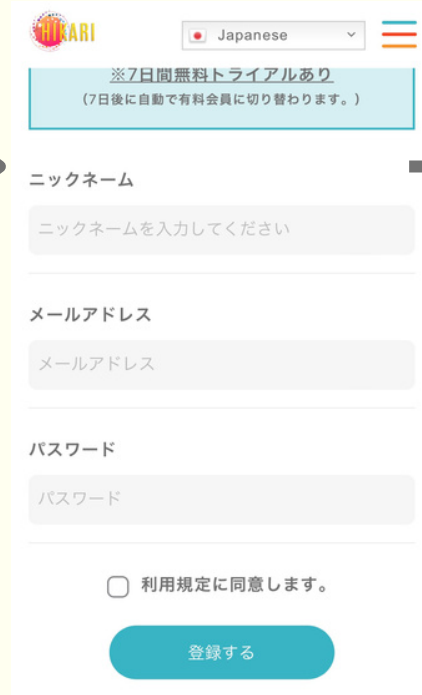 HIKARI
Japanese
※7日間無料トライアルあり
(7日後に自動で有料会員に切り替わります。)
ニックネーム
ニックネームを入力してください
メールアドレス
メールアドレス
パスワード
パスワード
利用規定に同意します。
登録する